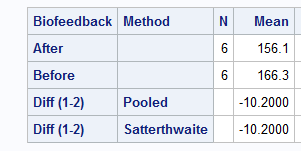 Biofeedback Method N Mean
After 6 156.1
Before 6 166.3
Diff (1-2) Pooled -10.2000
Diff (1-2) Satterthwaite -10.2000